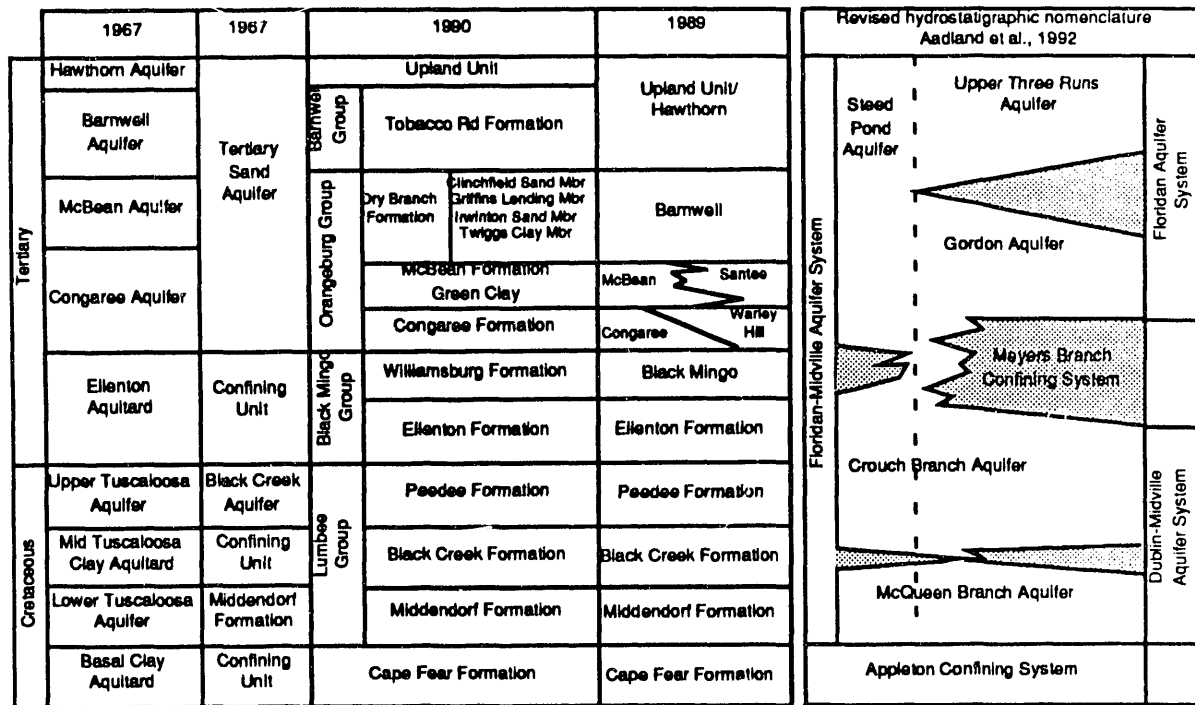 1967
1967
1990
1989
Revised hydrostatigraphic nomenclature
Aadland et al., 1992
Tertiary
Cretaceous
Hawthorn Aquifer
Barnwell
Aquifer
McBean Aquifer
Congaree Aquifer
Ellenton
Aquitard
Upper Tuscaloosa
Aquifer
Mid Tuscaloosa
Clay Aquitard
Lower Tuscaloosa
Aquifer
Basal Clay
Aquitard
Tertiary
Sand
Aquifer
Confining
Unit
Black Creek
Aquifer
Confining
Unit
Middendorf
Formation
Confining
Unit
Barnwell
Group
Orangeburg Group
Black Mingo
Group
Lumbee
Group
Upland Unit
Tobacco Rd Formation
Dry Branch
Formation
Clinchfield Sand Mbr
Griffins Lending Mbr
Irwinton Sand Mbr
Twiggs Clay Mbr
McBean Formation
Green Clay
Congaree Formation
Williamsburg Formation
Ellenton Formation
Peedee Formation
Black Creek Formation
Middendorf Formation
Cape Fear Formation
Upland Unit/
Hawthorn
Barnwell
McBean
Santee
Congaree
Warley
Hill
Black Mingo
Ellenton Formation
Peedee Formation
Black Creek Formation
Middendorf Formation
Cape Fear Formation
Floridan-Midville Aquifer System
Steed
Pond
Aquifer
Upper Three Runs
Aquifer
Gordon Aquifer
Meyers Branch
Confining System
Crouch Branch Aquifer
McQueen Branch Aquifer
Appleton Confining System
Floridan Aquifer
System
Dublin-Midville
Aquifer System